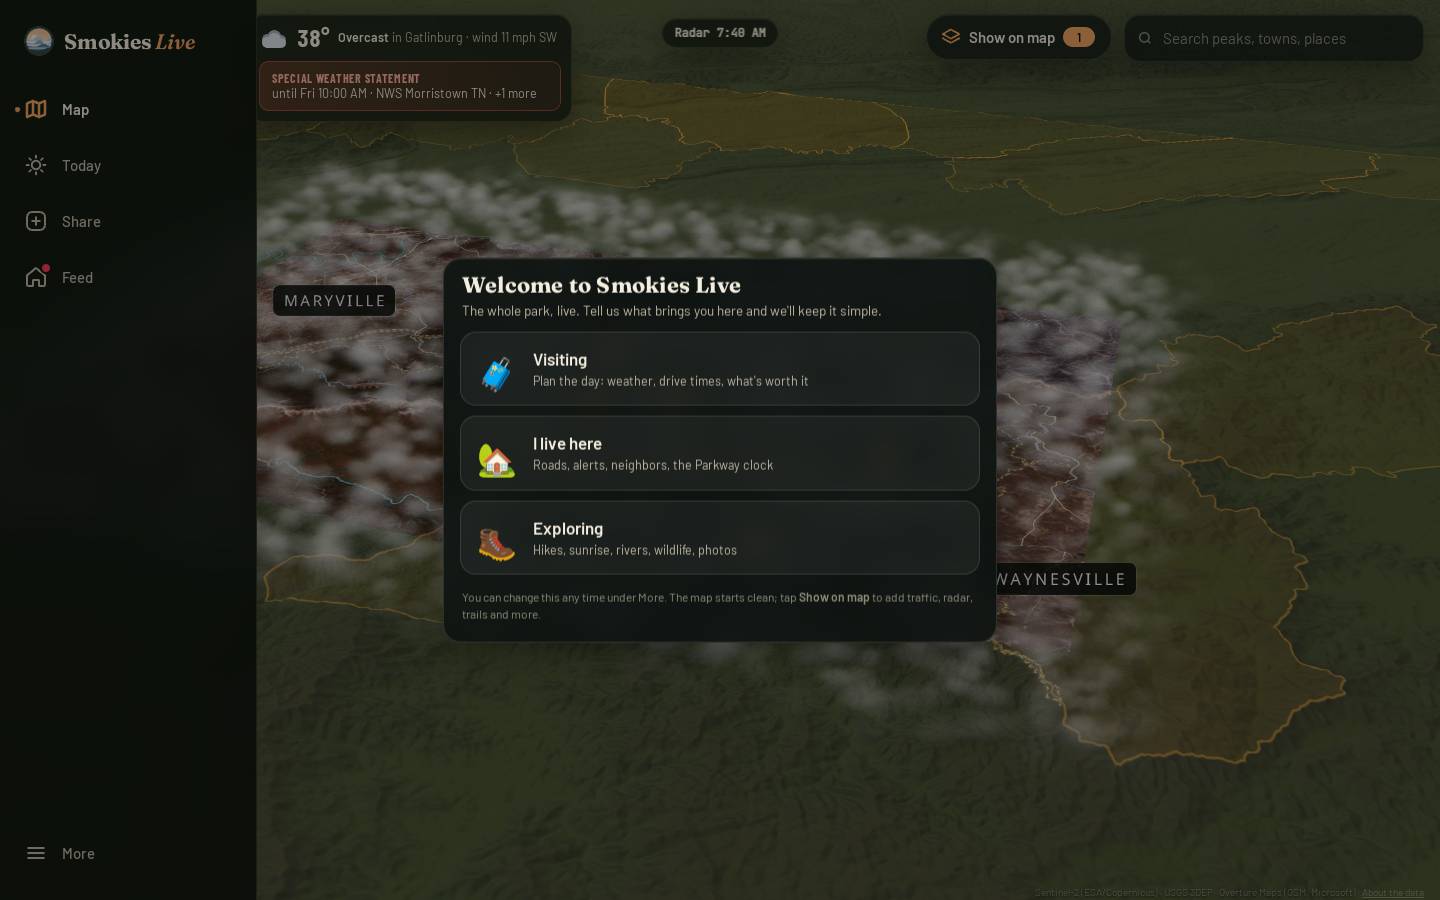 Smokies Live
Map
Today
Share
Feed
More
38° Overcast in Gatlinburg · wind 11 mph SW
SPECIAL WEATHER STATEMENT
until Fri 10:00 AM · NWS Morristown TN · +1 more
Radar 7:40 AM
Show on map 1
Search peaks, towns, places
MARYVILLE
WAYNESVILLE
Welcome to Smokies Live
The whole park, live. Tell us what brings you here and we'll keep it simple.
Visiting
Plan the day: weather, drive times, what's worth it
I live here
Roads, alerts, neighbors, the Parkway clock
Exploring
Hikes, sunrise, rivers, wildlife, photos
You can change this any time under More. The map starts clean; tap Show on map to add traffic, radar,
trails and more.
Sentinel-2 (ESA/Copernicus) · USGS 3DEP · Overture Maps (OSM, Microsoft) · About the data